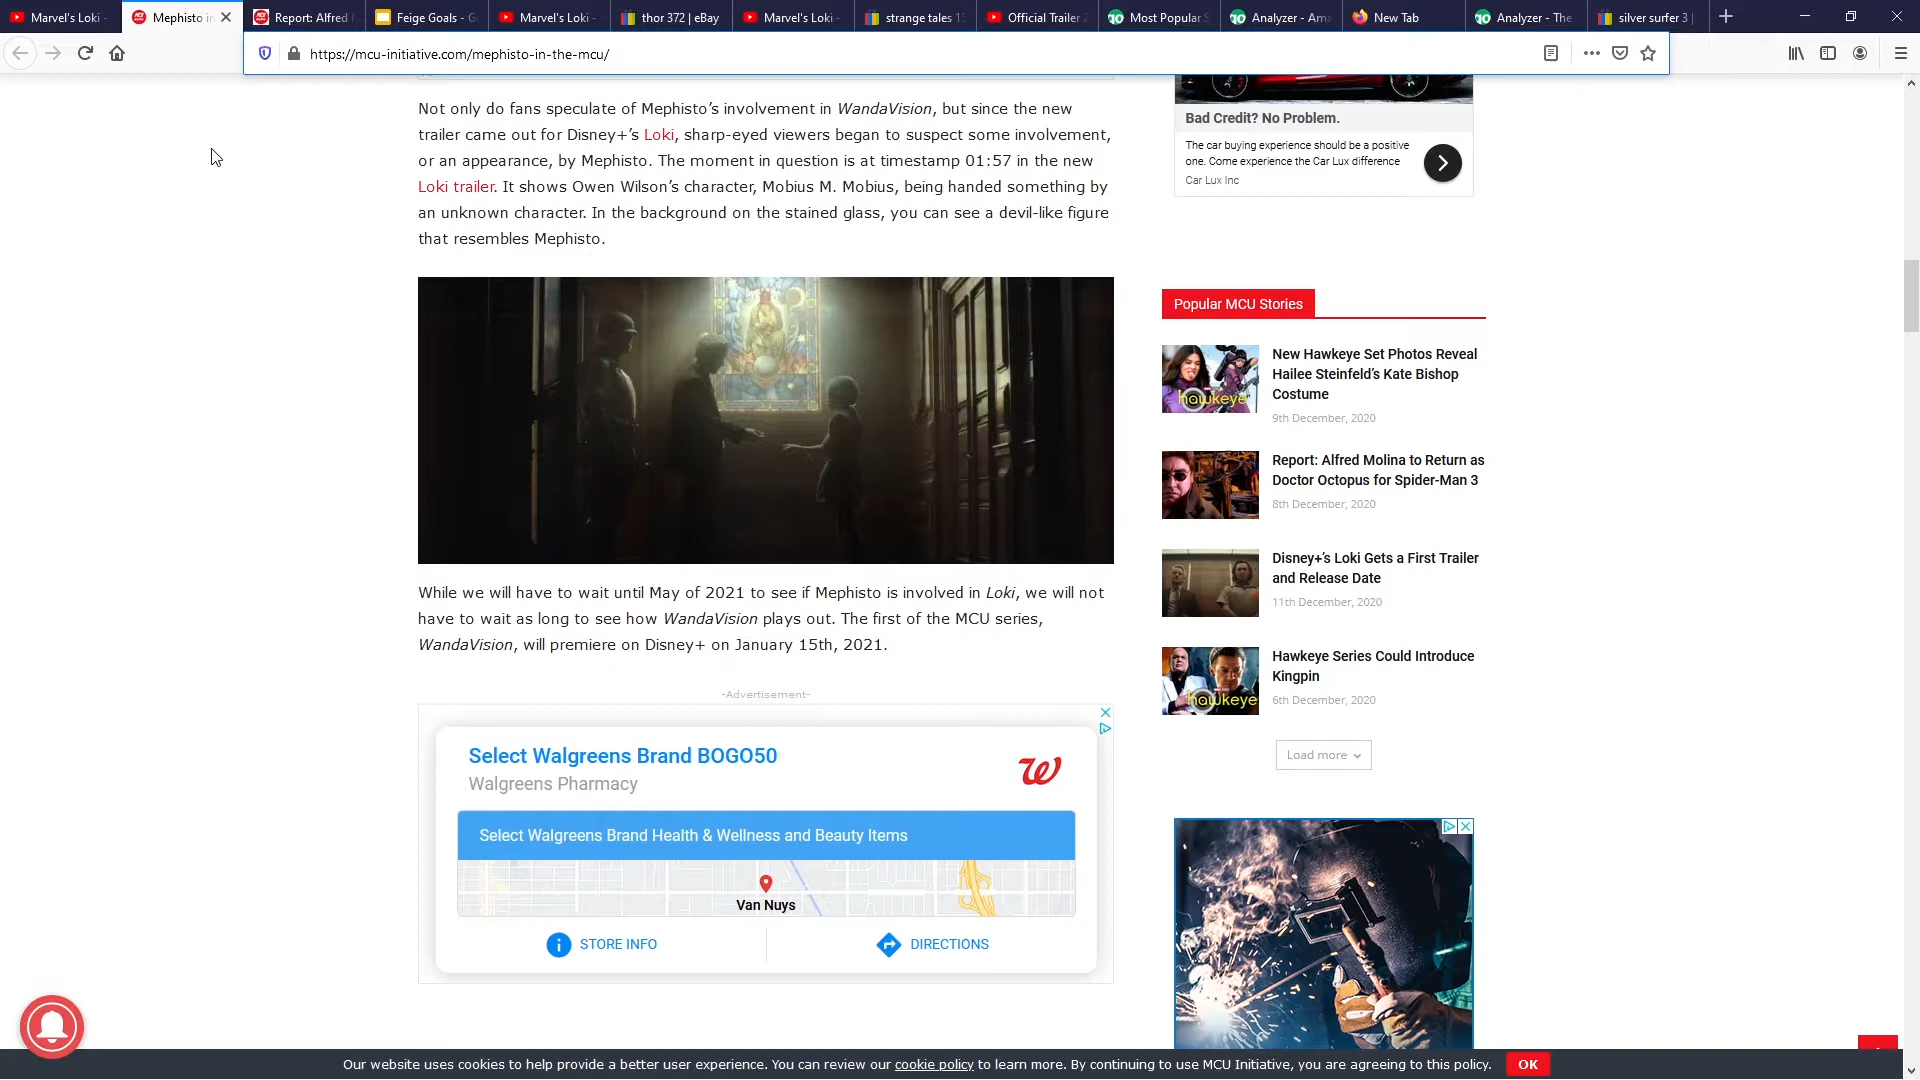 Marvel's Loki -
Mephisto in
Report: Alfred
Feige Goals - G
Marvel's Loki -
thor 372 | eBay
Marvel's Loki -
strange tales 15
Official Trailer 2
Most Popular S
Analyzer - Ama
New Tab
Analyzer - The
silver surfer 3 |
https://mcu-initiative.com/mephisto-in-the-mcu/
Not only do fans speculate of Mephisto's involvement in WandaVision, but since the new
trailer came out for Disney+'s Loki, sharp-eyed viewers began to suspect some involvement,
or an appearance, by Mephisto. The moment in question is at timestamp 01:57 in the new
Loki trailer. It shows Owen Wilson's character, Mobius M. Mobius, being handed something by
an unknown character. In the background on the stained glass, you can see a devil-like figure
that resembles Mephisto.
While we will have to wait until May of 2021 to see if Mephisto is involved in Loki, we will not
have to wait as long to see how WandaVision plays out. The first of the MCU series,
WandaVision, will premiere on Disney+ on January 15th, 2021.
-Advertisement-
Select Walgreens Brand BOGO50
Walgreens Pharmacy
W
Select Walgreens Brand Health & Wellness and Beauty Items
Van Nuys
STORE INFO
DIRECTIONS
Bad Credit? No Problem.
The car buying experience should be a positive
one. Come experience the Car Lux difference
Car Lux Inc
Popular MCU Stories
hawkeye
New Hawkeye Set Photos Reveal
Hailee Steinfeld's Kate Bishop
Costume
9th December, 2020
Report: Alfred Molina to Return as
Doctor Octopus for Spider-Man 3
8th December, 2020
Disney+'s Loki Gets a First Trailer
and Release Date
11th December, 2020
hawkeye
Hawkeye Series Could Introduce
Kingpin
6th December, 2020
Load more
Our website uses cookies to help provide a better user experience. You can review our cookie policy to learn more. By continuing to use MCU Initiative, you are agreeing to this policy.
OK